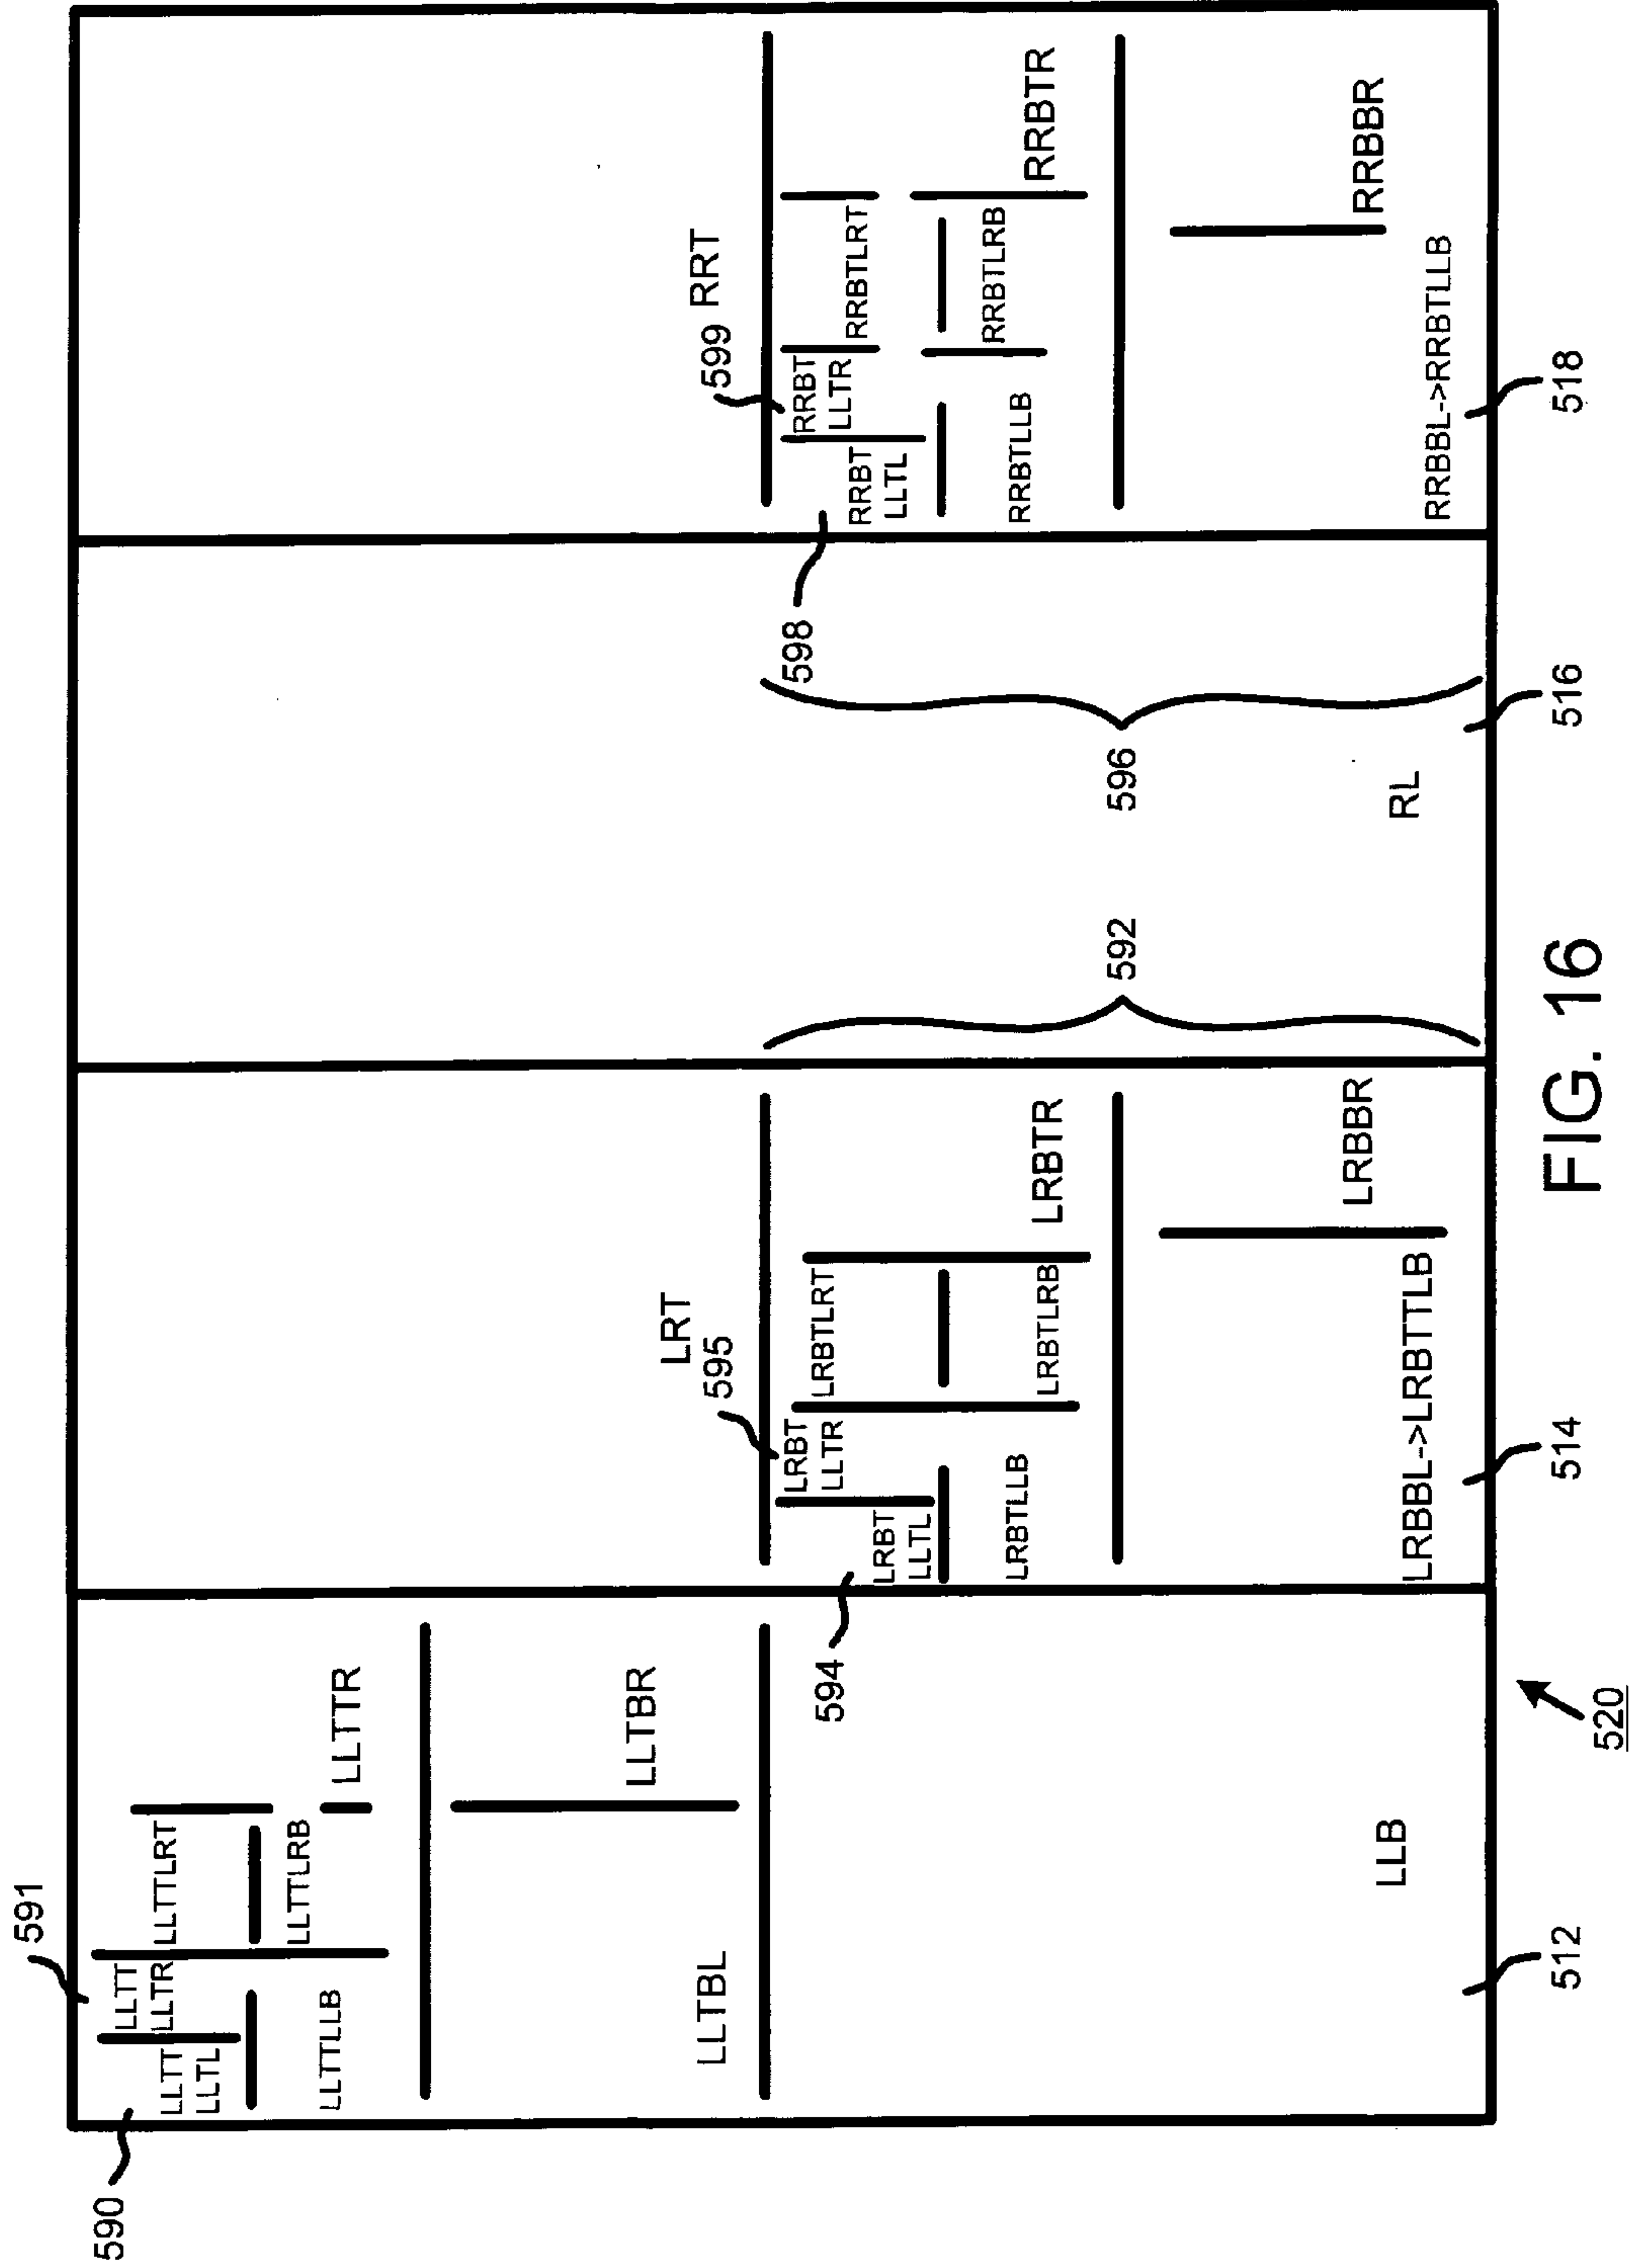 590
591
LLTT
LLTL
LLTT
LLTR
LLTTLRT
LLTTLLB
LLTTLRB
LLTTR
LLTBL
LLTBR
LLB
512
520
LRT
595
594
LRBT
LLTL
LRBT
LLTR
LRBTLRT
LRBTLLB
LRBTLRB
LRBTR
LRBBL->LRBTTLB
LRBBR
514
592
596
RL
516
598
599
RRT
RRBT
LLTL
RRBT
LLTR
RRBTLRT
RRBTLLB
RRBTLRB
RRBTR
RRBBL->RRBTLLB
RRBBR
518
FIG. 16